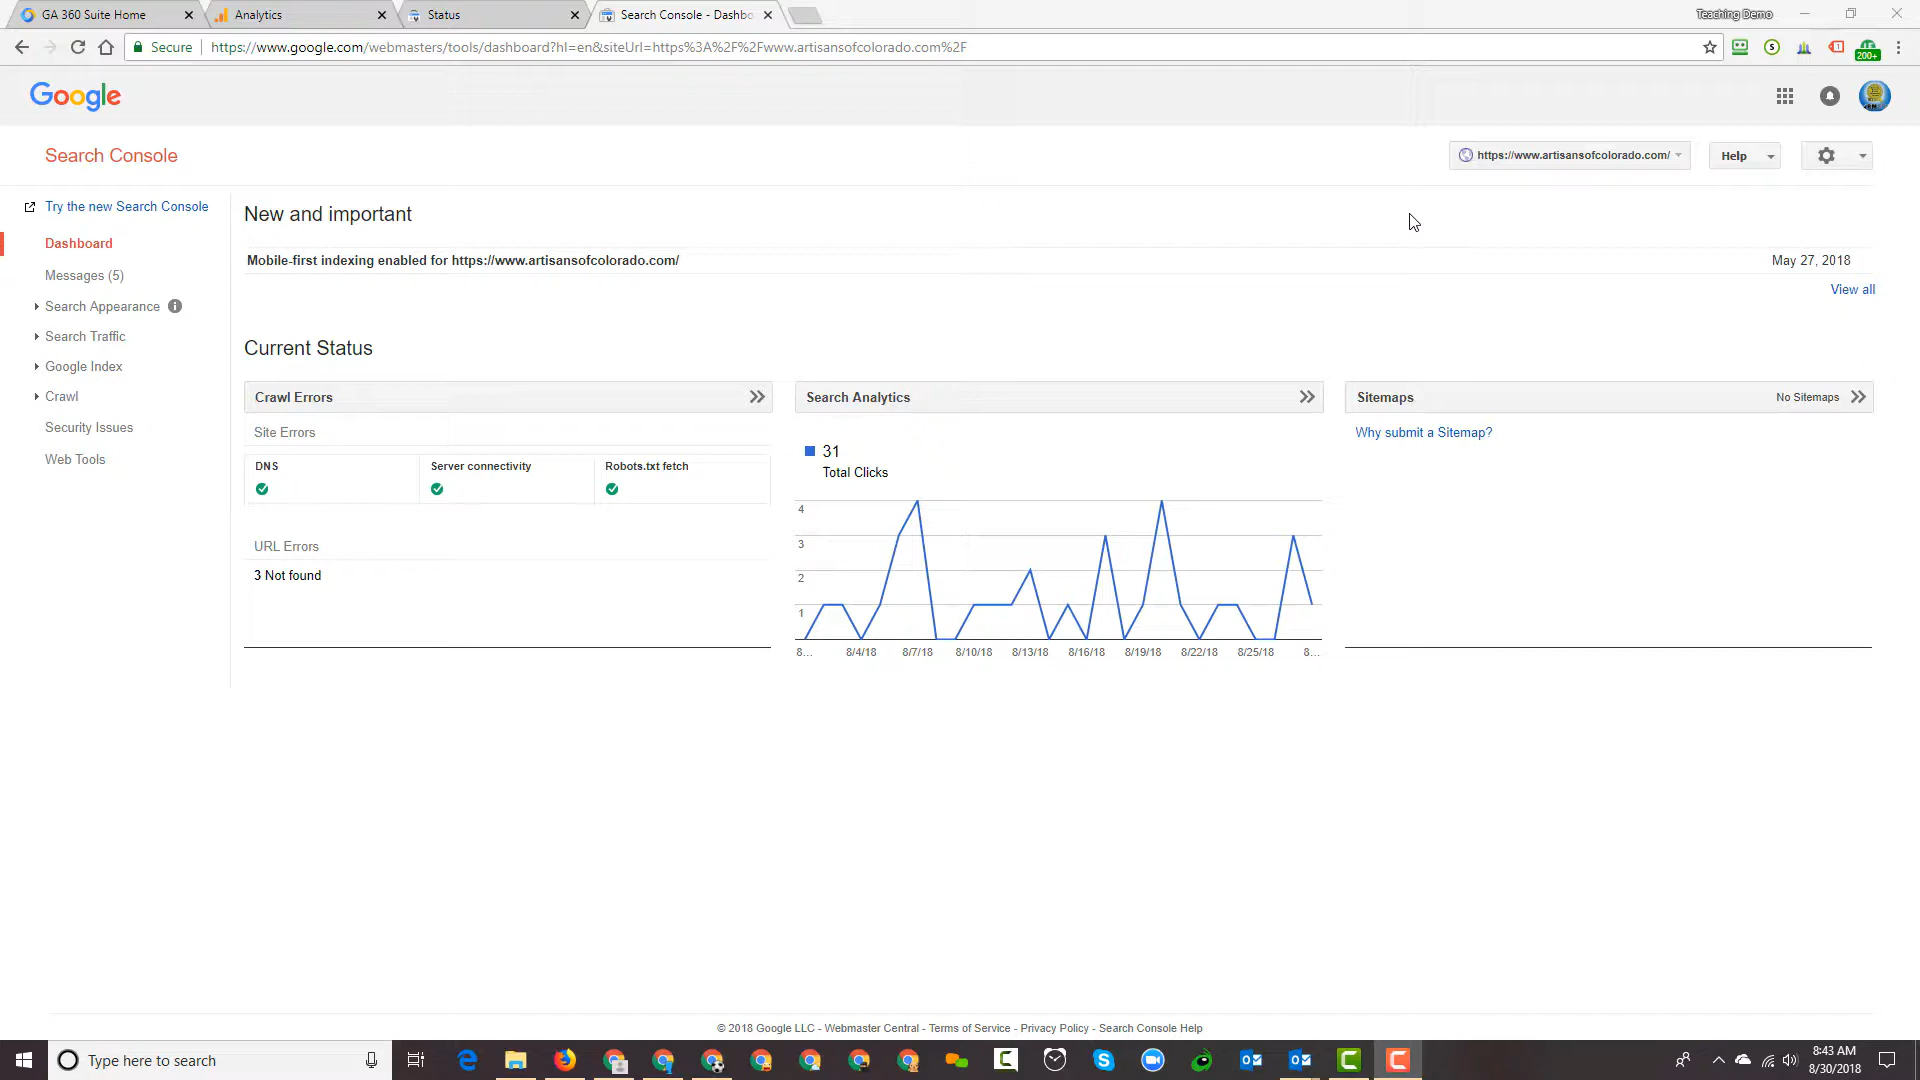 GA 360 Suite Home
Analytics
Status
Search Console - Dashbo
Teaching Demo
Secure
https://www.google.com/webmasters/tools/dashboard?hl=en&siteUrl=https%3A%2F%2Fwww.artisansofcolorado.com%2F
200+
Google
Search Console
https://www.artisansofcolorado.com/
Help
Try the new Search Console
Dashboard
Messages (5)
Search Appearance
Search Traffic
Google Index
Crawl
Security Issues
Web Tools
New and important
Mobile-first indexing enabled for https://www.artisansofcolorado.com/
May 27, 2018
View all
Current Status
Crawl Errors
Site Errors
DNS
Server connectivity
Robots.txt fetch
URL Errors
3 Not found
Search Analytics
31
Total Clicks
4
3
2
1
8...
8/4/18
8/7/18
8/10/18
8/13/18
8/16/18
8/19/18
8/22/18
8/25/18
8...
Sitemaps
No Sitemaps
Why submit a Sitemap?
© 2018 Google LLC - Webmaster Central - Terms of Service - Privacy Policy - Search Console Help
Type here to search
8:43 AM
8/30/2018